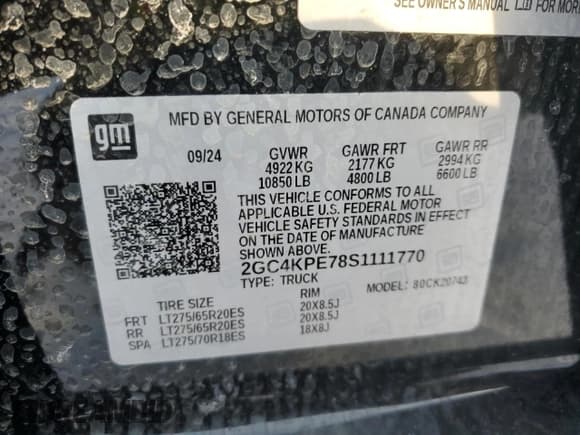 SEE OWNER'S MANUAL FOR MOR
MFD BY GENERAL MOTORS OF CANADA COMPANY
gm
09/24 GVWR GAWR FRT GAWR RR
4922 KG 2177 KG 2994 KG
10850 LB 4800 LB 6600 LB
THIS VEHICLE CONFORMS TO ALL
APPLICABLE U.S. FEDERAL MOTOR
VEHICLE SAFETY STANDARDS IN EFFECT
ON THE DATE OF MANUFACTURE
SHOWN ABOVE.
2GC4KPE78S1111770
TYPE: TRUCK MODEL: 80CK20743
TIRE SIZE RIM
FRT LT275/65R20ES 20X8.5J
RR LT275/65R20ES 20X8.5J
SPA LT275/70R18ES 18X8J